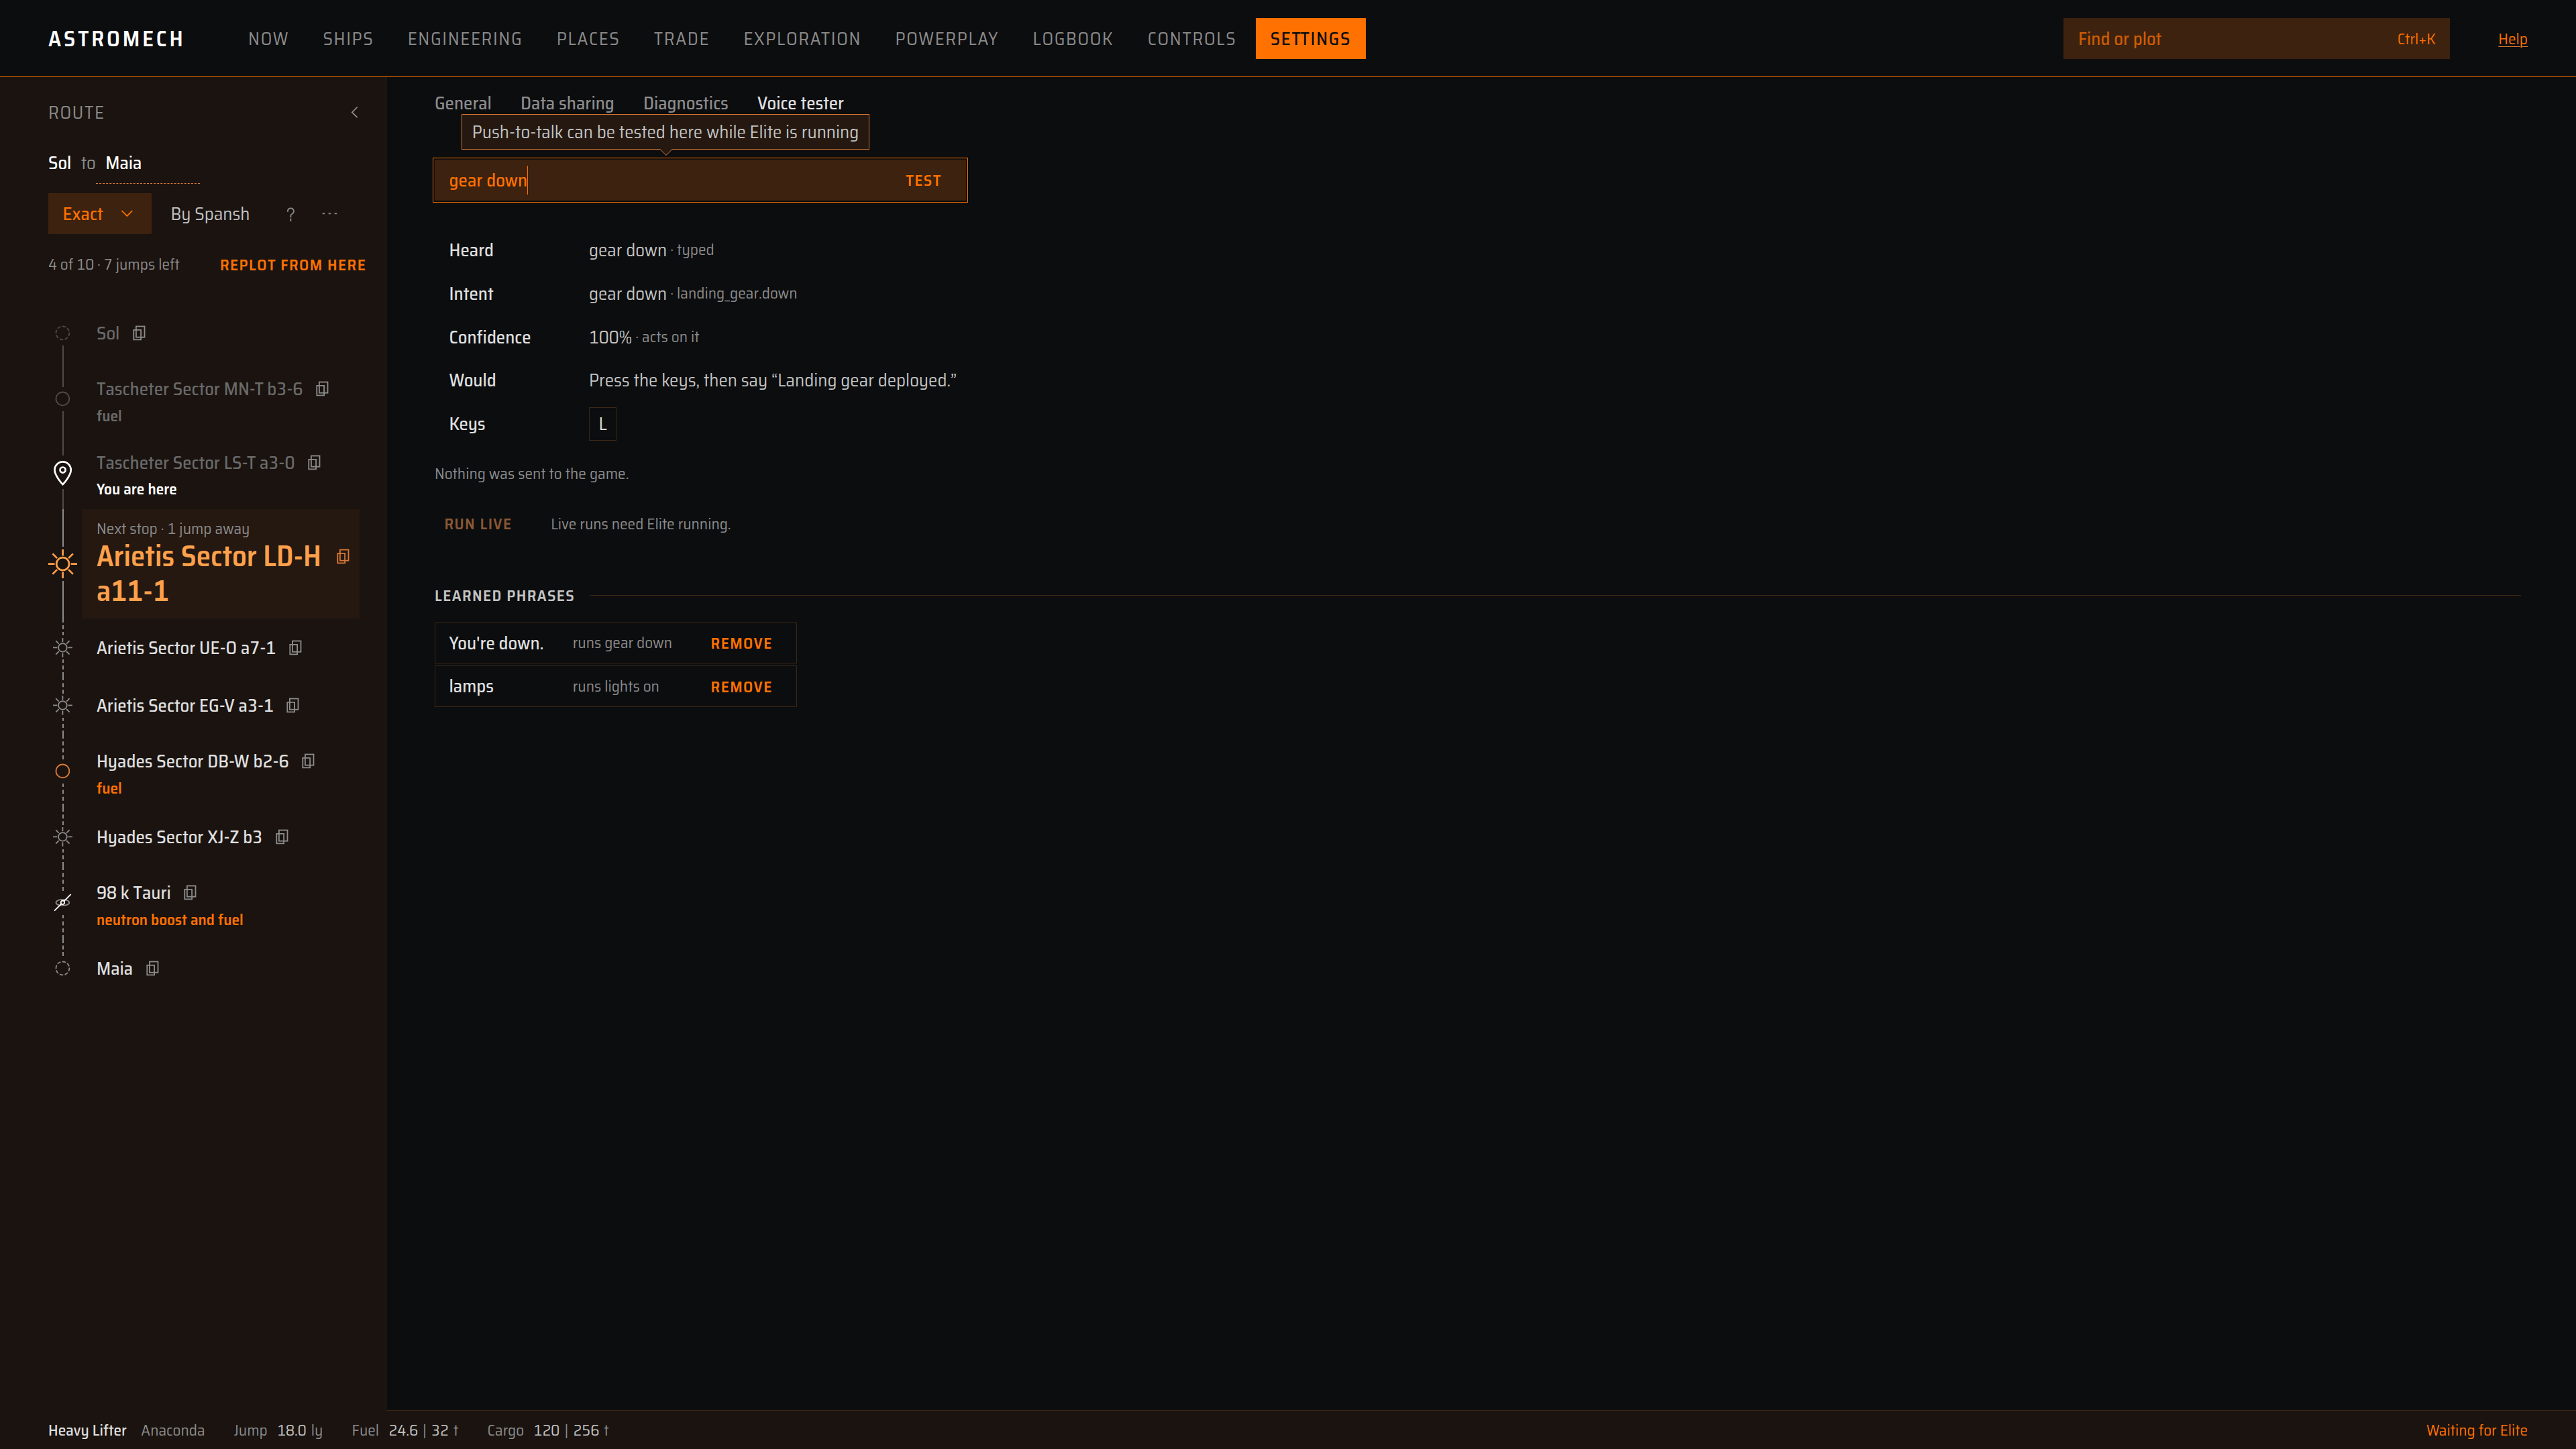 ASTROMECH NOW SHIPS ENGINEERING PLACES TRADE EXPLORATION POWERPLAY LOGBOOK CONTROLS SETTINGS Find or plot Ctrl+K Help
ROUTE
Sol to Maia
Exact By Spansh ? ···
4 of 10 · 7 jumps left REPLOT FROM HERE
Sol
Tascheter Sector MN-T b3-6
fuel
Tascheter Sector LS-T a3-0
You are here
Next stop · 1 jump away
Arietis Sector LD-H
a11-1
Arietis Sector UE-O a7-1
Arietis Sector EG-V a3-1
Hyades Sector DB-W b2-6
fuel
Hyades Sector XJ-Z b3
98 k Tauri
neutron boost and fuel
Maia
General Data sharing Diagnostics Voice tester
Push-to-talk can be tested here while Elite is running
gear down TEST
Heard gear down · typed
Intent gear down · landing_gear.down
Confidence 100% · acts on it
Would Press the keys, then say “Landing gear deployed.”
Keys L
Nothing was sent to the game.
RUN LIVE Live runs need Elite running.
LEARNED PHRASES
You're down. runs gear down REMOVE
lamps runs lights on REMOVE
Heavy Lifter Anaconda Jump 18.0 ly Fuel 24.6 | 32 t Cargo 120 | 256 t Waiting for Elite